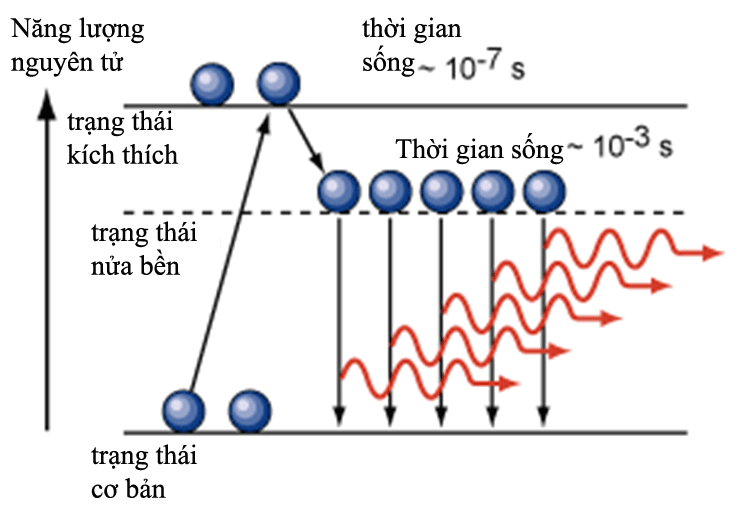 Năng lượng
nguyên tử
thời gian
sống ~ 10⁻⁷ s
trạng thái
kích thích
Thời gian sống ~ 10⁻³ s
trạng thái
nửa bền
trạng thái
cơ bản